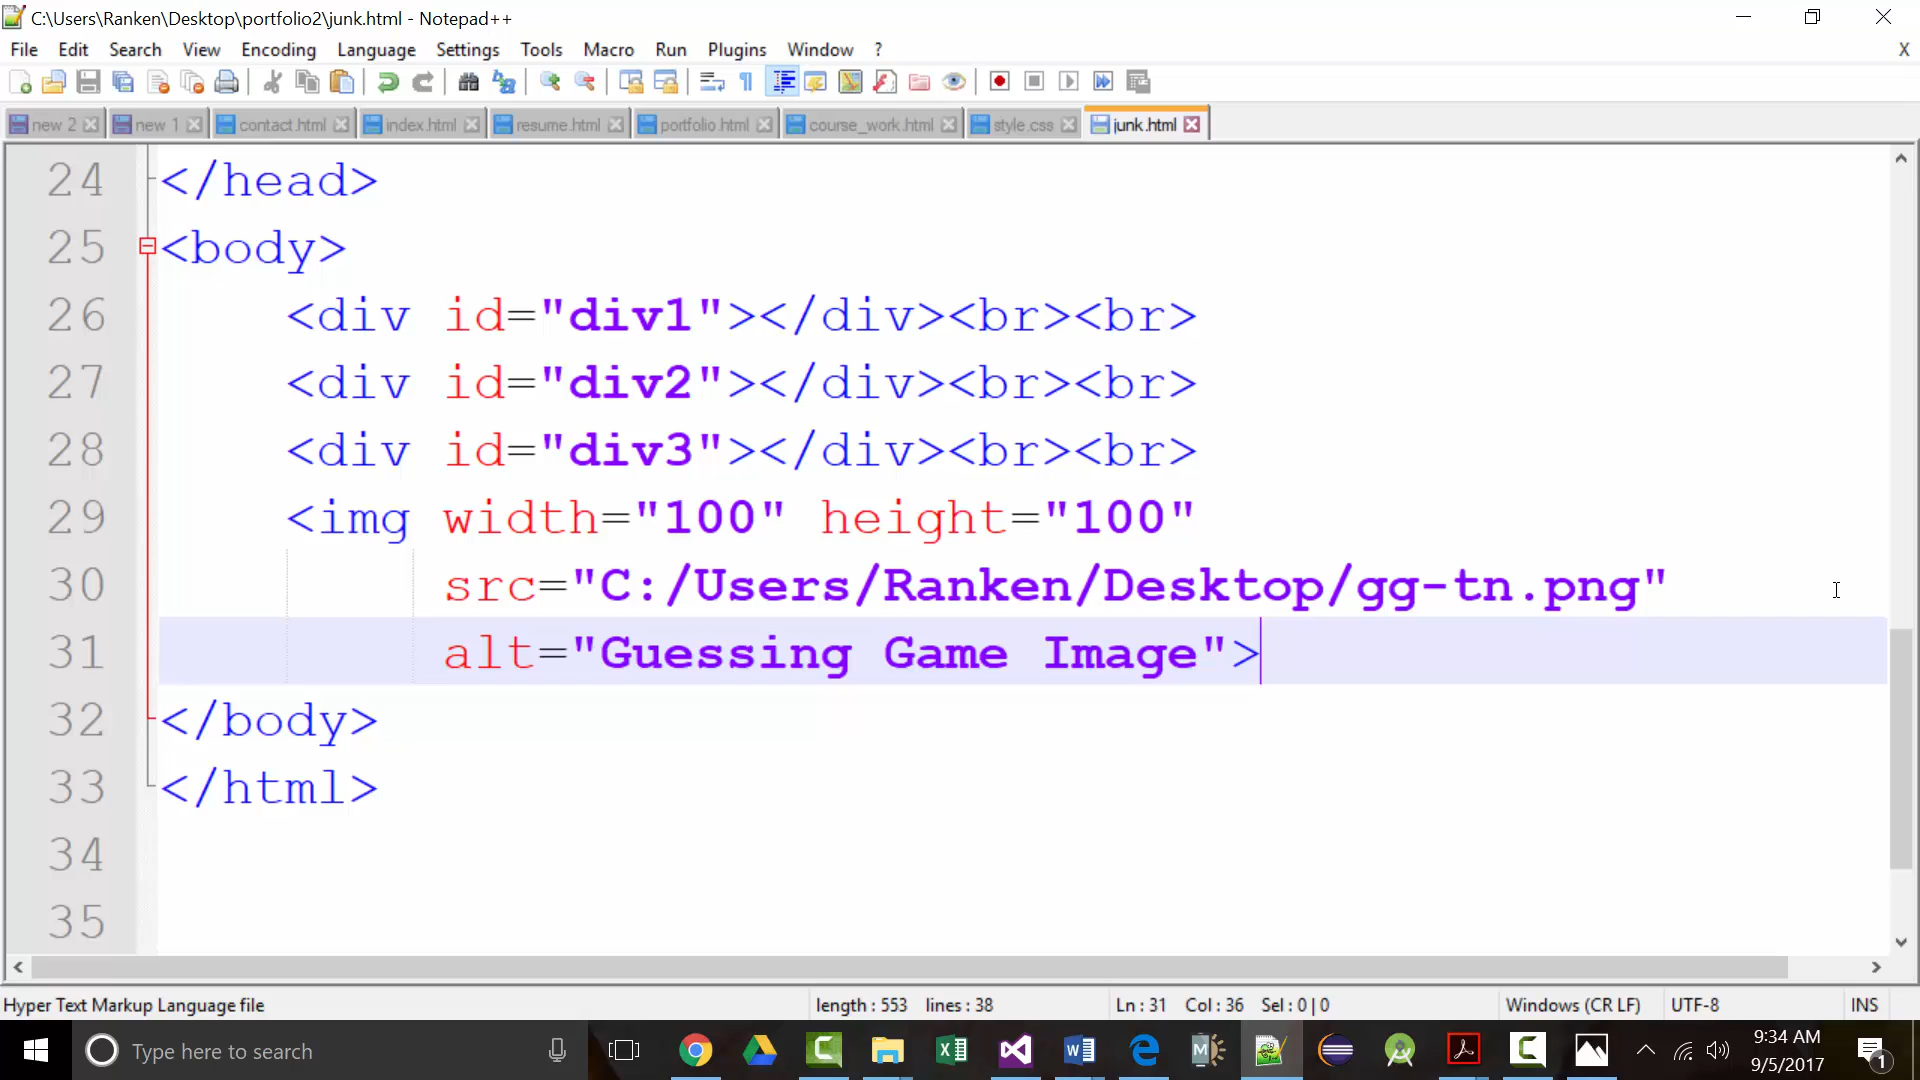 C:\Users\Ranken\Desktop\portfolio2\junk.html - Notepad++
File Edit Search View Encoding Language Settings Tools Macro Run Plugins Window ? X
new 2 new 1 contact.html index.html resume.html portfolio.html course_work.html style.css junk.html
24 </head>
25 <body>
26 <div id="div1"></div><br><br>
27 <div id="div2"></div><br><br>
28 <div id="div3"></div><br><br>
29 <img width="100" height="100"
30 src="C:/Users/Ranken/Desktop/gg-tn.png"
31 alt="Guessing Game Image">
32 </body>
33 </html>
34
35
Hyper Text Markup Language file length : 553 lines : 38 Ln : 31 Col : 36 Sel : 0 | 0 Windows (CR LF) UTF-8 INS
Type here to search
9:34 AM
9/5/2017
1